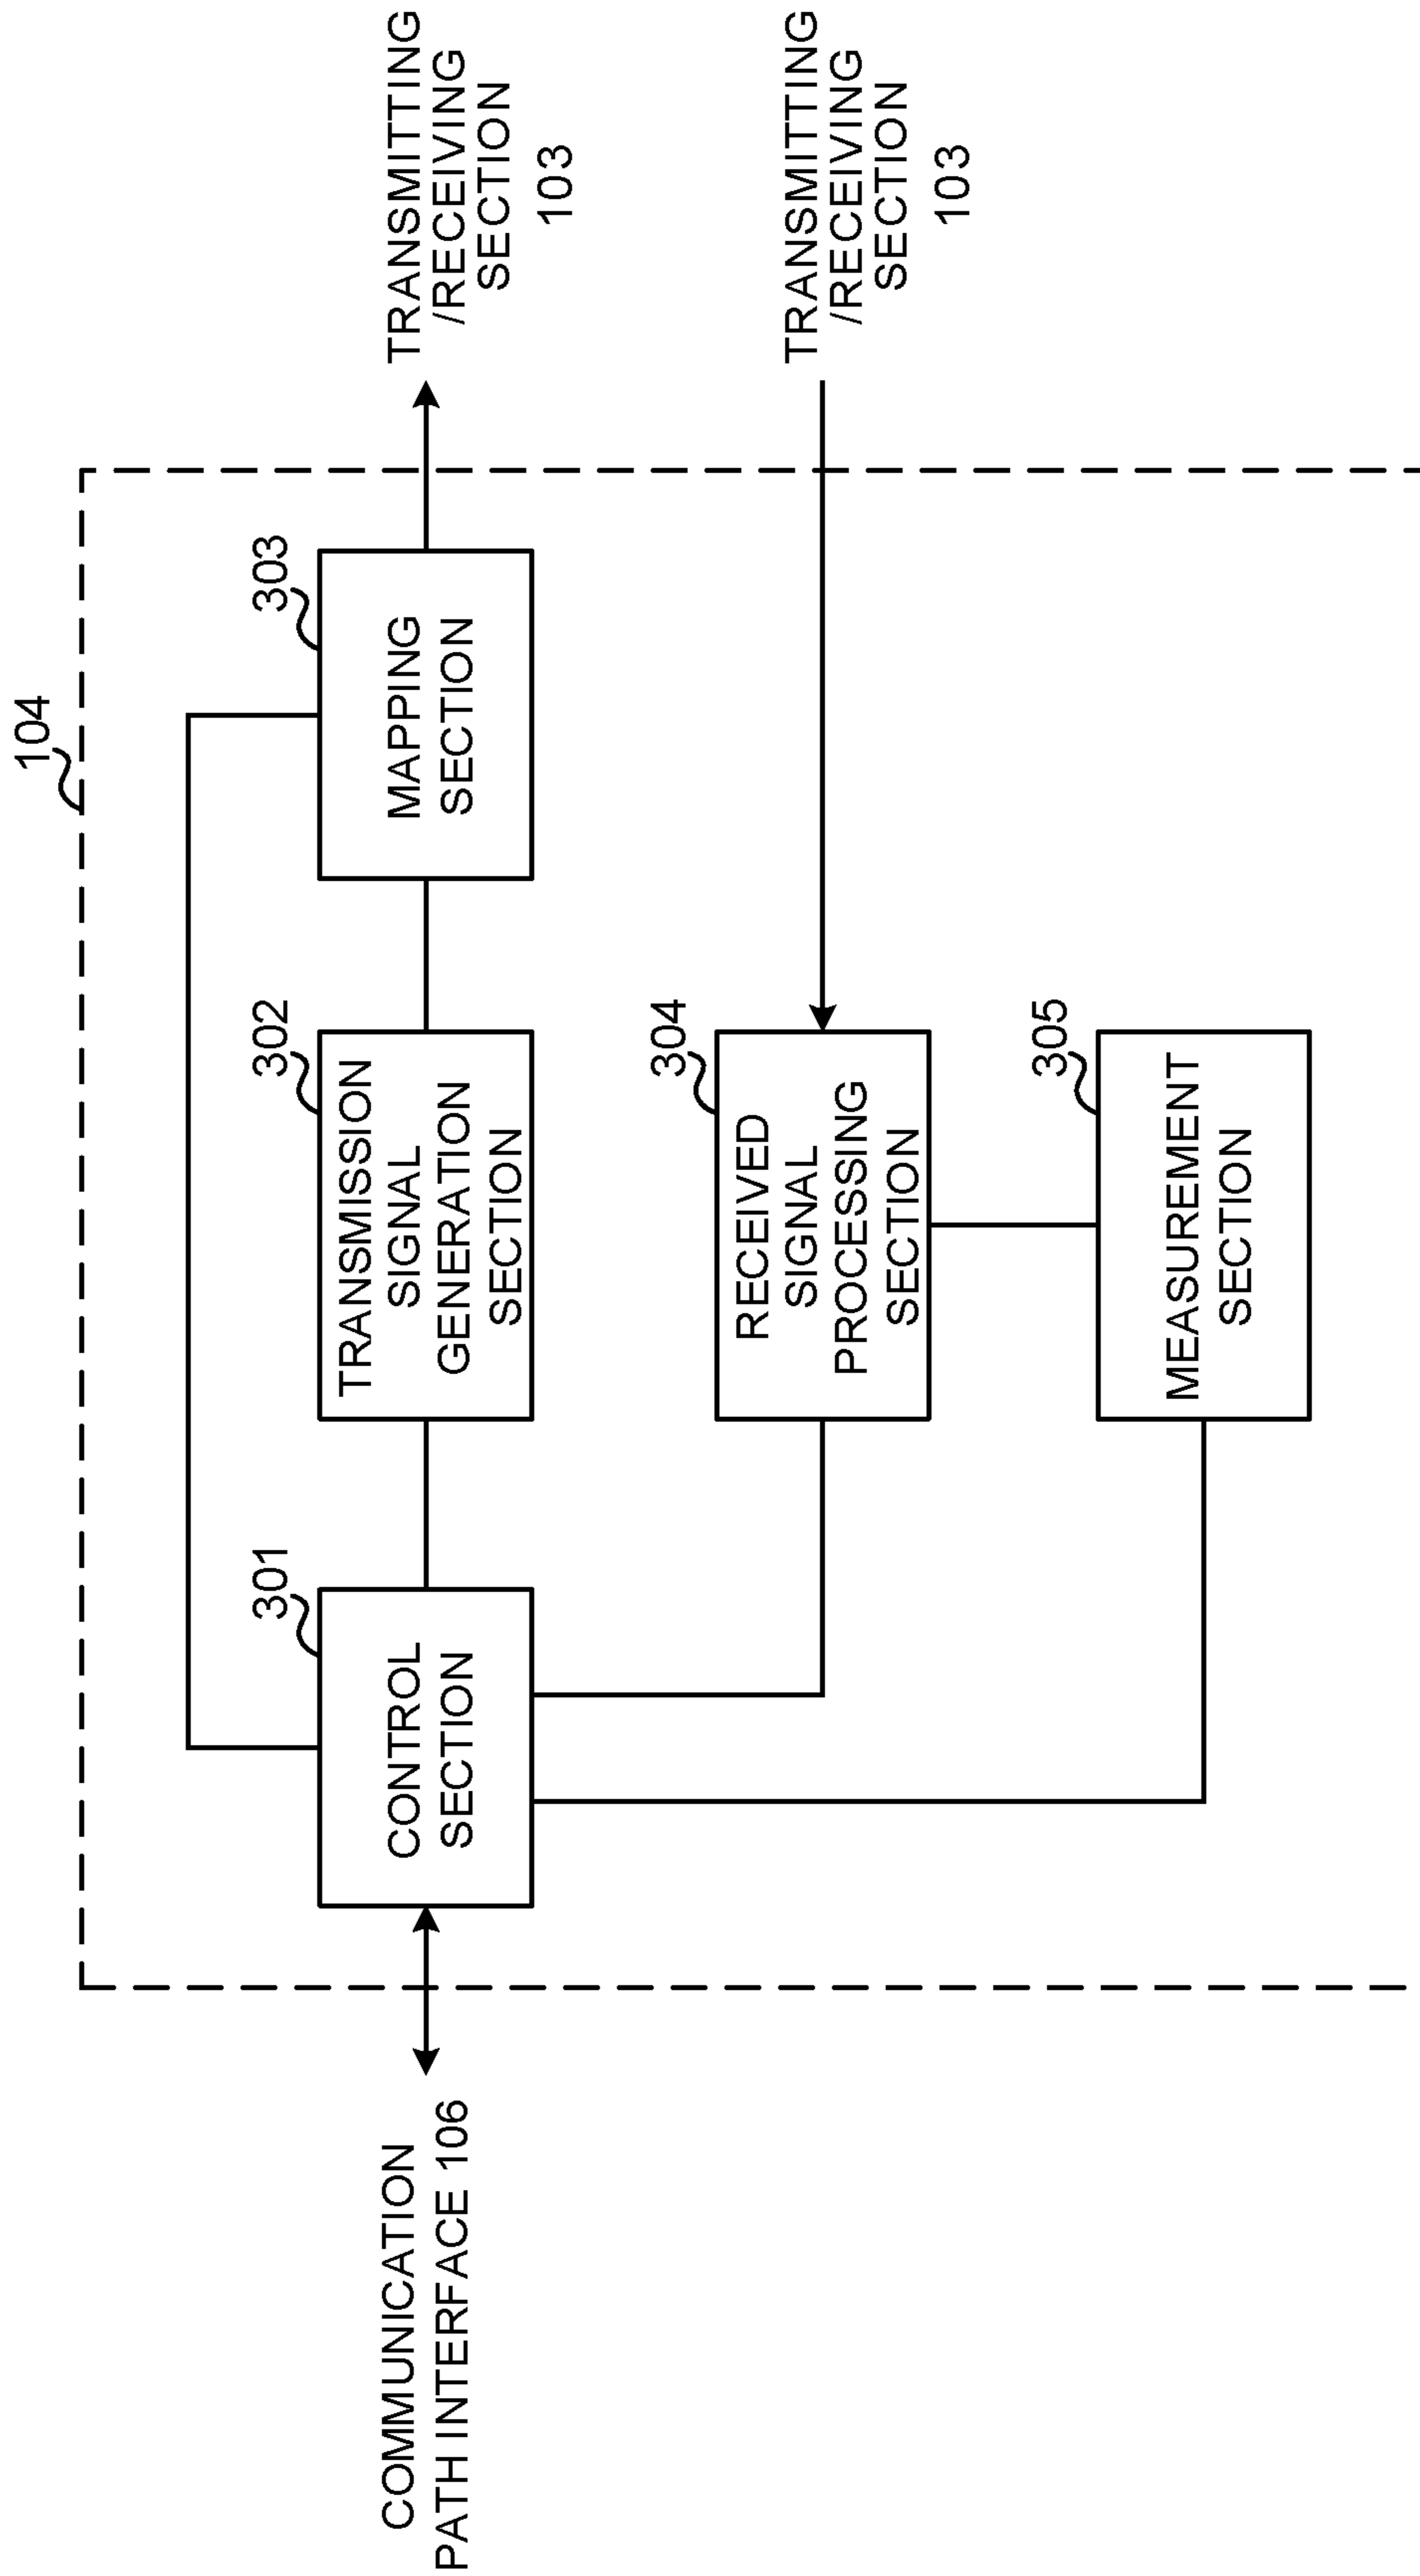 104
301
302
303
COMMUNICATION
PATH INTERFACE 106
CONTROL
SECTION
TRANSMISSION
SIGNAL
GENERATION
SECTION
MAPPING
SECTION
TRANSMITTING
/RECEIVING
SECTION
103
304
RECEIVED
SIGNAL
PROCESSING
SECTION
TRANSMITTING
/RECEIVING
SECTION
103
305
MEASUREMENT
SECTION